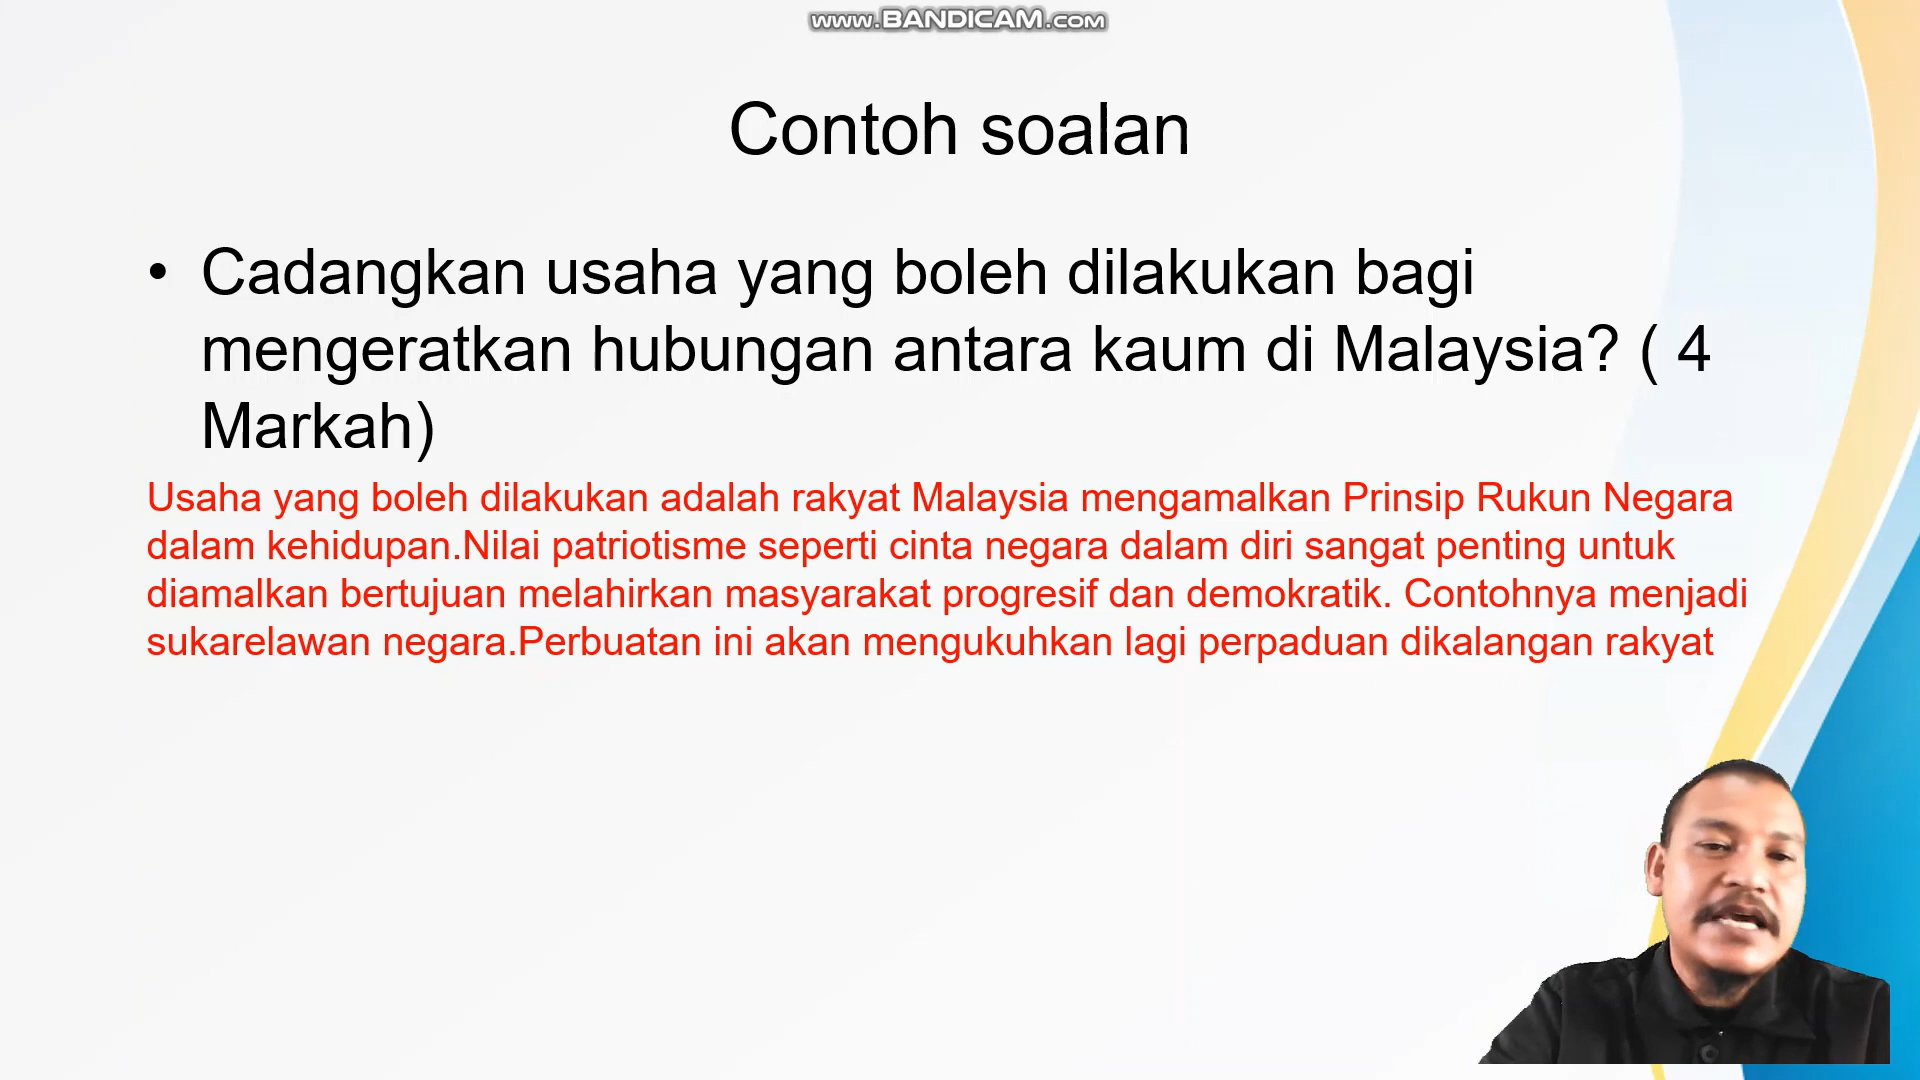 www.BANDICAM.com
Contoh soalan
• Cadangkan usaha yang boleh dilakukan bagi
mengeratkan hubungan antara kaum di Malaysia? ( 4
Markah)
Usaha yang boleh dilakukan adalah rakyat Malaysia mengamalkan Prinsip Rukun Negara
dalam kehidupan.Nilai patriotisme seperti cinta negara dalam diri sangat penting untuk
diamalkan bertujuan melahirkan masyarakat progresif dan demokratik. Contohnya menjadi
sukarelawan negara.Perbuatan ini akan mengukuhkan lagi perpaduan dikalangan rakyat